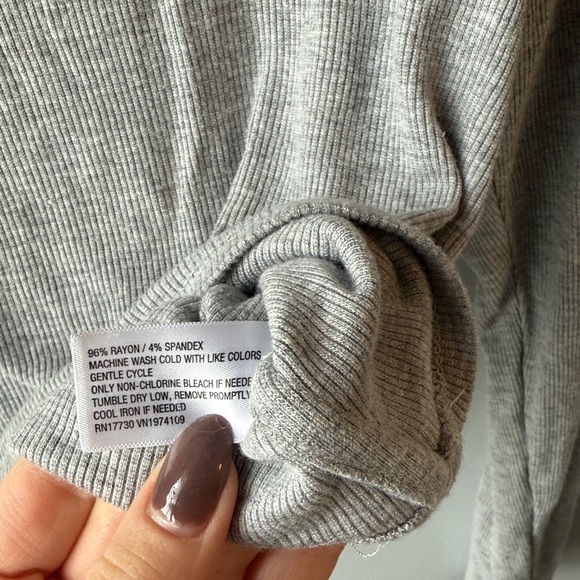 96% RAYON / 4% SPANDEX
MACHINE WASH COLD WITH LIKE COLORS
GENTLE CYCLE
ONLY NON-CHLORINE BLEACH IF NEEDE
TUMBLE DRY LOW, REMOVE PROMPTLY
COOL IRON IF NEEDED
RN17730 VN1974109